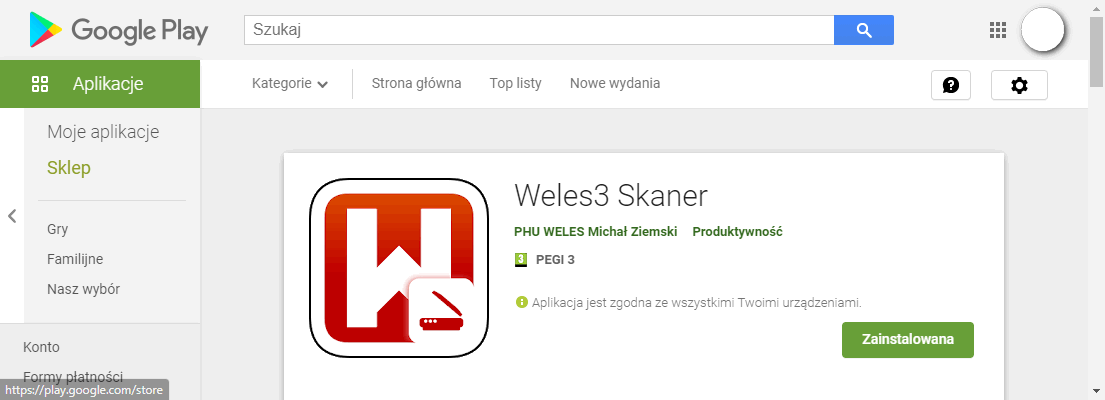 Google Play
Szukaj
Aplikacje
Kategorie Strona główna Top listy Nowe wydania
Moje aplikacje
Sklep
Gry
Familijne
Nasz wybór
Konto
Formy płatności
https://play.google.com/store
W
Weles3 Skaner
PHU WELES Michał Ziemski Produktywność
3 PEGI 3
Aplikacja jest zgodna ze wszystkimi Twoimi urządzeniami.
Zainstalowana